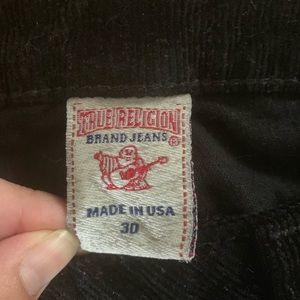 TRUE RELIGION
BRAND JEANS ®
MADE IN USA
30